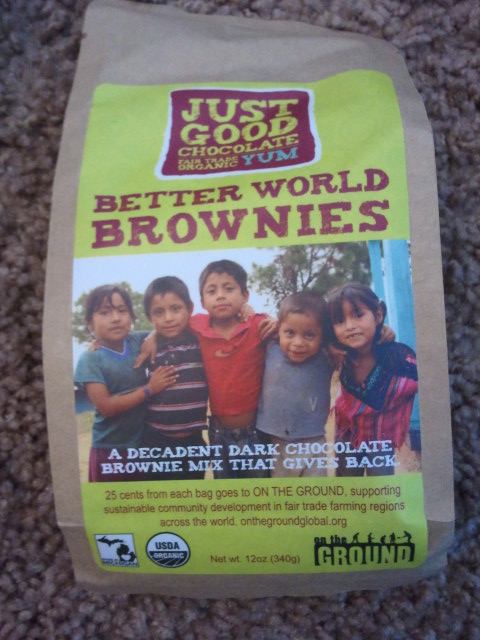 JUST
GOOD
CHOCOLATE
FAIR TRADE
ORGANIC YUM
BETTER WORLD
BROWNIES
A DECADENT DARK CHOCOLATE
BROWNIE MIX THAT GIVES BACK
25 cents from each bag goes to ON THE GROUND, supporting
sustainable community development in fair trade farming regions
across the world. onthegroundglobal.org
USDA
ORGANIC
Net wt. 12oz (340g)
on the
GROUND